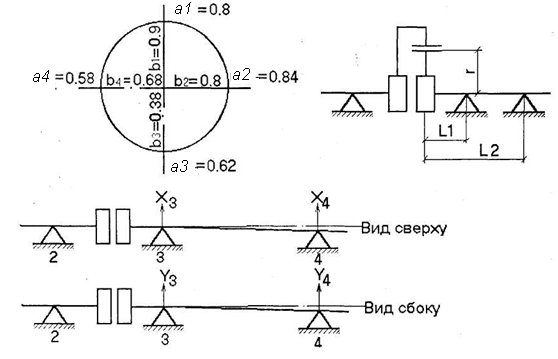 a1=0.8
b1=0.9
a4=0.58
b4=0.68
b2=0.8
a2=0.84
b3=0.38
a3=0.62
r
L1
L2
X3
X4
Вид сверху
2
3
4
Y3
Y4
Вид сбоку
2
3
4